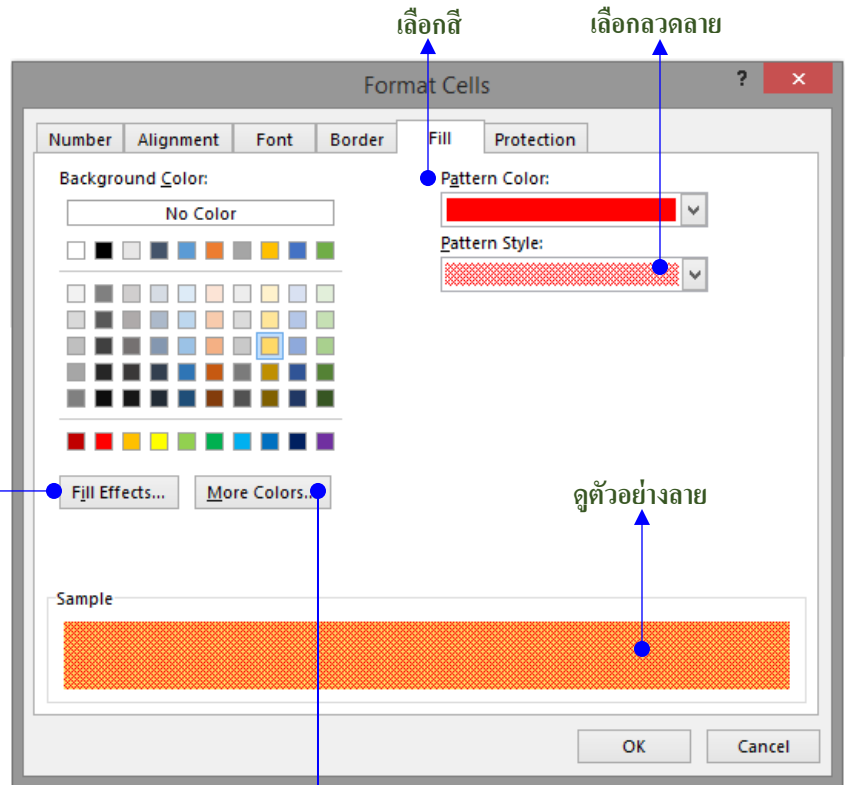 เลือกสี เลือกลวดลาย
Format Cells ?
Number Alignment Font Border Fill Protection
Background Color: Pattern Color:
No Color
Pattern Style:
Fill Effects... More Colors...
ดูตัวอย่างลาย
Sample
OK Cancel